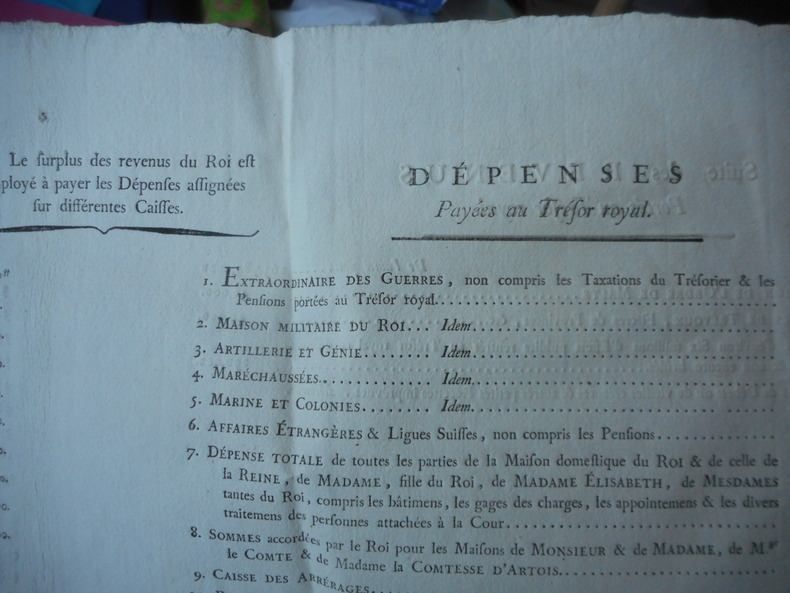 Le surplus des revenus du Roi est
ployé à payer les Dépenses assignées
sur différentes Caisses.
DÉPENSES
Payées au Trésor royal.
1. EXTRAORDINAIRE DES GUERRES, non compris les Taxations du Trésorier & les
Pensions portées au Trésor royal.
2. MAISON MILITAIRE DU ROI... Idem.
3. ARTILLERIE ET GÉNIE....... Idem.
4. MARÉCHAUSSÉES............ Idem.
5. MARINE ET COLONIES........ Idem.
6. AFFAIRES ÉTRANGÈRES & Ligues Suisses, non compris les Pensions............
7. DÉPENSE TOTALE de toutes les parties de la Maison domestique du ROI & de celle de
la REINE, de MADAME, fille du Roi, de MADAME ÉLISABETH, de MESDAMES
tantes du Roi, compris les bâtimens, les gages des charges, les appointemens & les divers
traitemens des personnes attachées à la Cour............................
8. SOMMES accordées par le Roi pour les Maisons de MONSIEUR & de MADAME, de M.gr
le COMTE & de Madame la COMTESSE D'ARTOIS............................
9. CAISSE DES ARRÉRAGES.